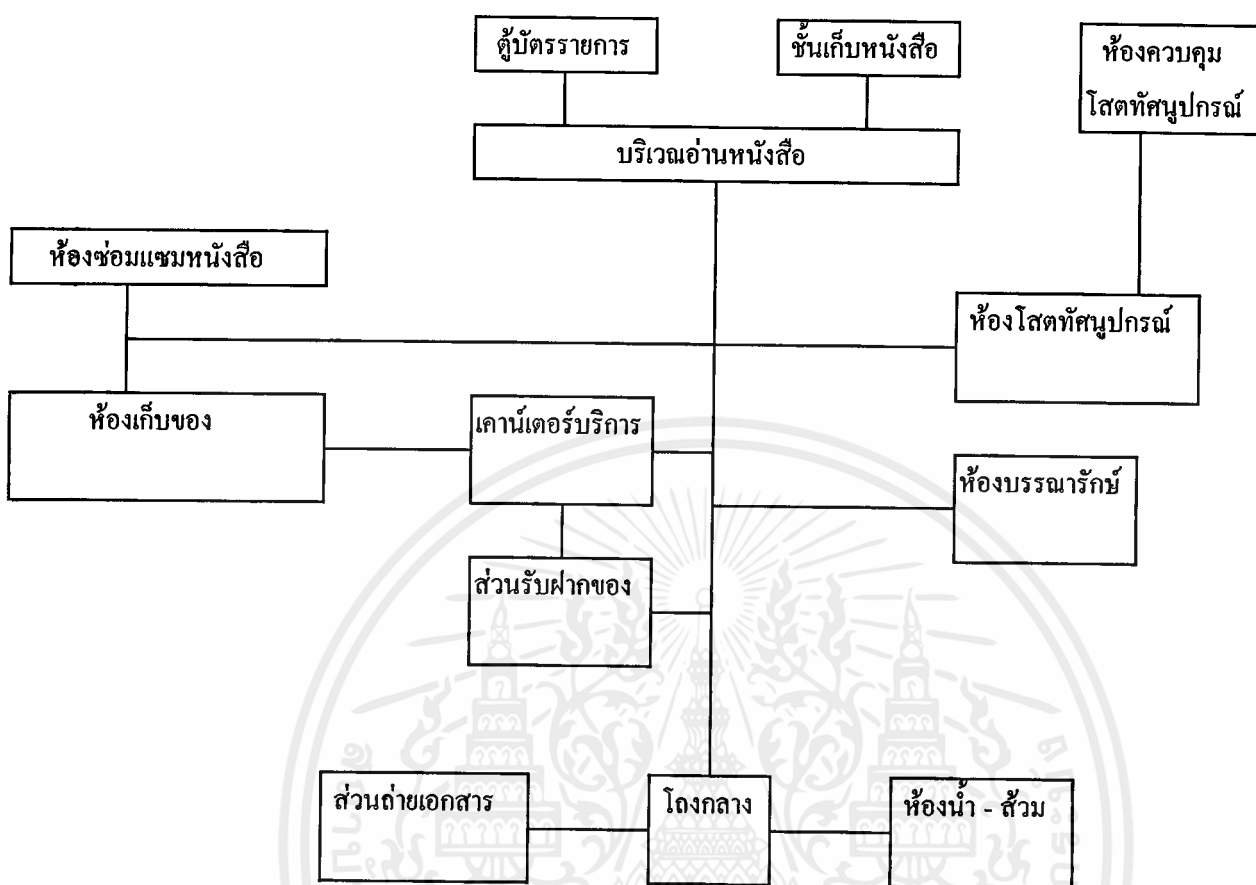 ตู้บัตรรายการ
ชั้นเก็บหนังสือ
ห้องควบคุม
โสตทัศนูปกรณ์
บริเวณอ่านหนังสือ
ห้องซ่อมแซมหนังสือ
ห้องโสตทัศนูปกรณ์
ห้องเก็บของ
เคาน์เตอร์บริการ
ห้องบรรณารักษ์
ส่วนรับฝากของ
ส่วนถ่ายเอกสาร
โถงกลาง
ห้องน้ำ - ส้วม